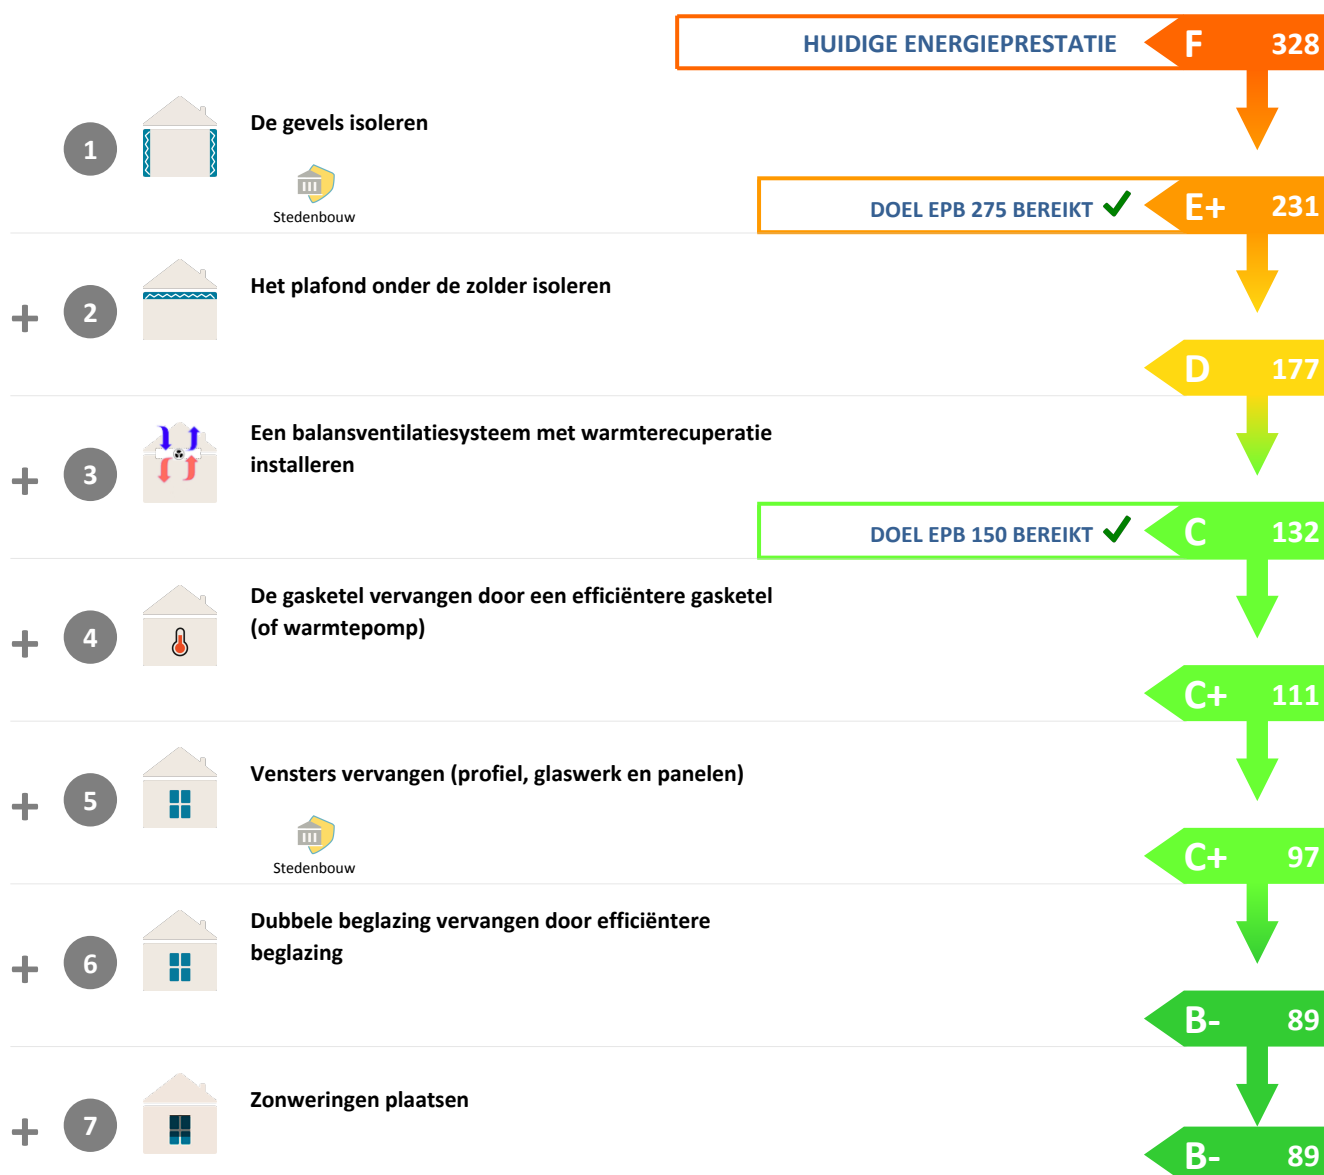 HUIDIGE ENERGIEPRESTATIE F 328
1 De gevels isoleren
Stedenbouw
DOEL EPB 275 BEREIKT E+ 231
+ 2 Het plafond onder de zolder isoleren
D 177
+ 3 Een balansventilatiesysteem met warmterecuperatie
installeren
DOEL EPB 150 BEREIKT C 132
+ 4 De gasketel vervangen door een efficiëntere gasketel
(of warmtepomp)
C+ 111
+ 5 Vensters vervangen (profiel, glaswerk en panelen)
Stedenbouw
C+ 97
+ 6 Dubbele beglazing vervangen door efficiëntere
beglazing
B- 89
+ 7 Zonweringen plaatsen
B- 89